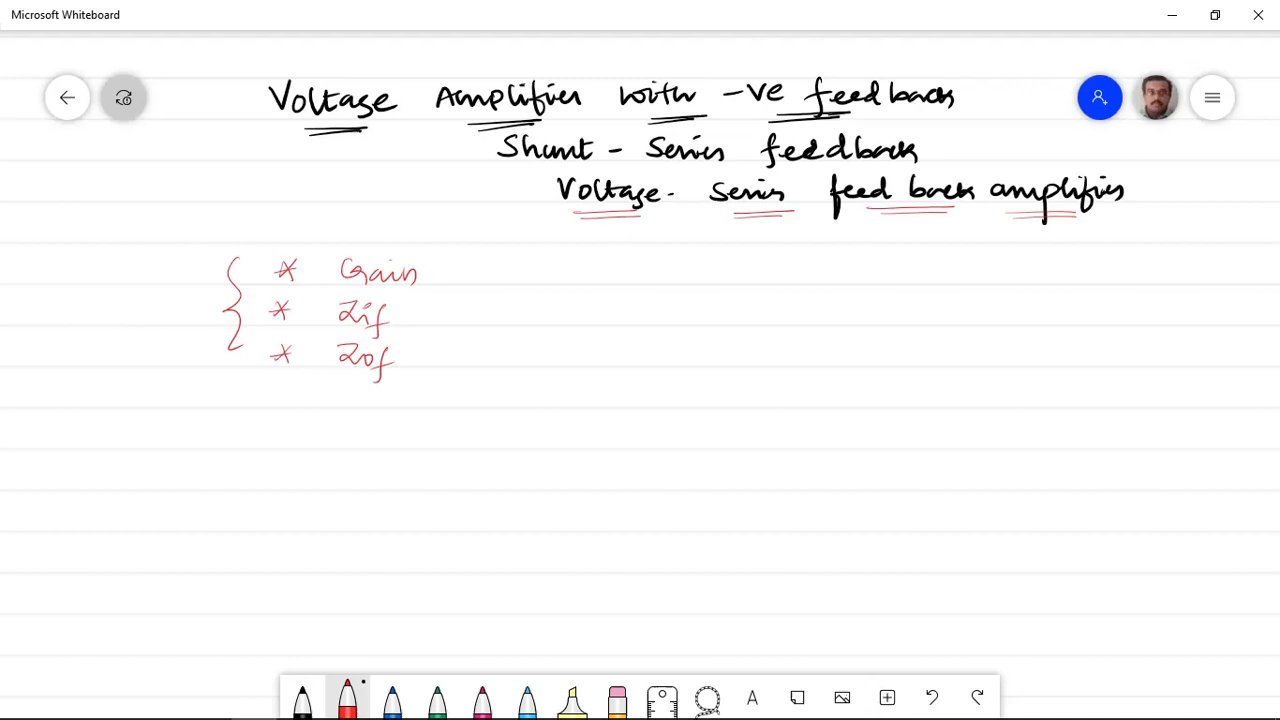 Microsoft Whiteboard
Voltage Amplifier with -ve feedback
Shunt - Series feedback
Voltage - Series feed back amplifier
* Gain
* Zif
* Zof
A